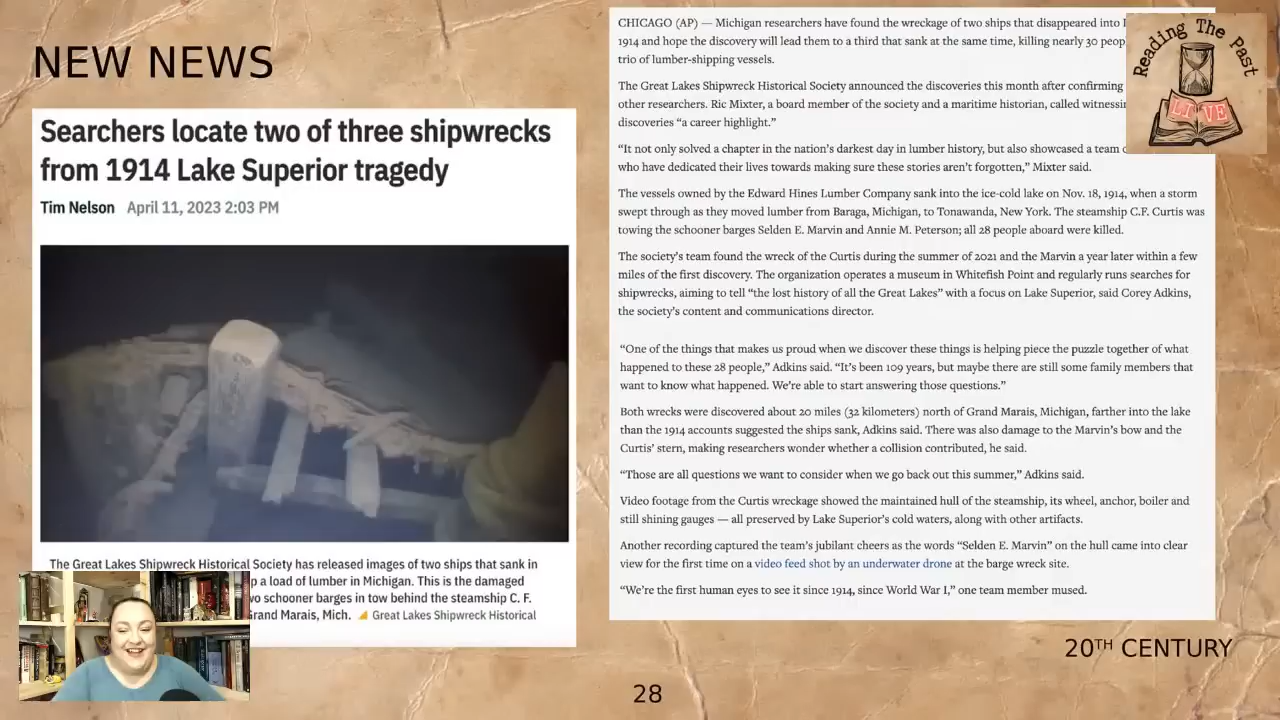 NEW NEWS
Searchers locate two of three shipwrecks
from 1914 Lake Superior tragedy
Tim Nelson April 11, 2023 2:03 PM
The Great Lakes Shipwreck Historical Society has released images of two ships that sank in
p a load of lumber in Michigan. This is the damaged
wo schooner barges in tow behind the steamship C. F.
Grand Marais, Mich. Great Lakes Shipwreck Historical
CHICAGO (AP) — Michigan researchers have found the wreckage of two ships that disappeared into
1914 and hope the discovery will lead them to a third that sank at the same time, killing nearly 30
trio of lumber-shipping vessels.
The Great Lakes Shipwreck Historical Society announced the discoveries this month after confirming
other researchers. Ric Mixter, a board member of the society and a maritime historian, called
discoveries “a career highlight.”
“It not only solved a chapter in the nation’s darkest day in lumber history, but also showcased a team
who have dedicated their lives towards making sure these stories aren’t forgotten,” Mixter said.
The vessels owned by the Edward Hines Lumber Company sank into the ice-cold lake on Nov. 18, 1914, when a storm
swept through as they moved lumber from Baraga, Michigan, to Tonawanda, New York. The steamship C.F. Curtis was
towing the schooner barges Selden E. Marvin and Annie M. Peterson; all 28 people aboard were killed.
The society’s team found the wreck of the Curtis during the summer of 2021 and the Marvin a year later within a few
miles of the first discovery. The organization operates a museum in Whitefish Point and regularly runs searches for
shipwrecks, aiming to tell “the lost history of all the Great Lakes” with a focus on Lake Superior, said Corey Adkins,
the society’s content and communications director.
“One of the things that makes us proud when we discover these things is helping piece the puzzle together of what
happened to these 28 people,” Adkins said. “It’s been 109 years, but maybe there are still some family members that
want to know what happened. We’re able to start answering those questions.”
Both wrecks were discovered about 20 miles (32 kilometers) north of Grand Marais, Michigan, farther into the lake
than the 1914 accounts suggested the ships sank, Adkins said. There was also damage to the Marvin’s bow and the
Curtis’ stern, making researchers wonder whether a collision contributed, he said.
“Those are all questions we want to consider when we go back out this summer,” Adkins said.
Video footage from the Curtis wreckage showed the maintained hull of the steamship, its wheel, anchor, boiler and
still shining gauges — all preserved by Lake Superior’s cold waters, along with other artifacts.
Another recording captured the team’s jubilant cheers as the words “Selden E. Marvin” on the hull came into clear
view for the first time on a video feed shot by an underwater drone at the barge wreck site.
“We’re the first human eyes to see it since 1914, since World War I,” one team member mused.
Reading The Past
LIVE
20TH CENTURY
28